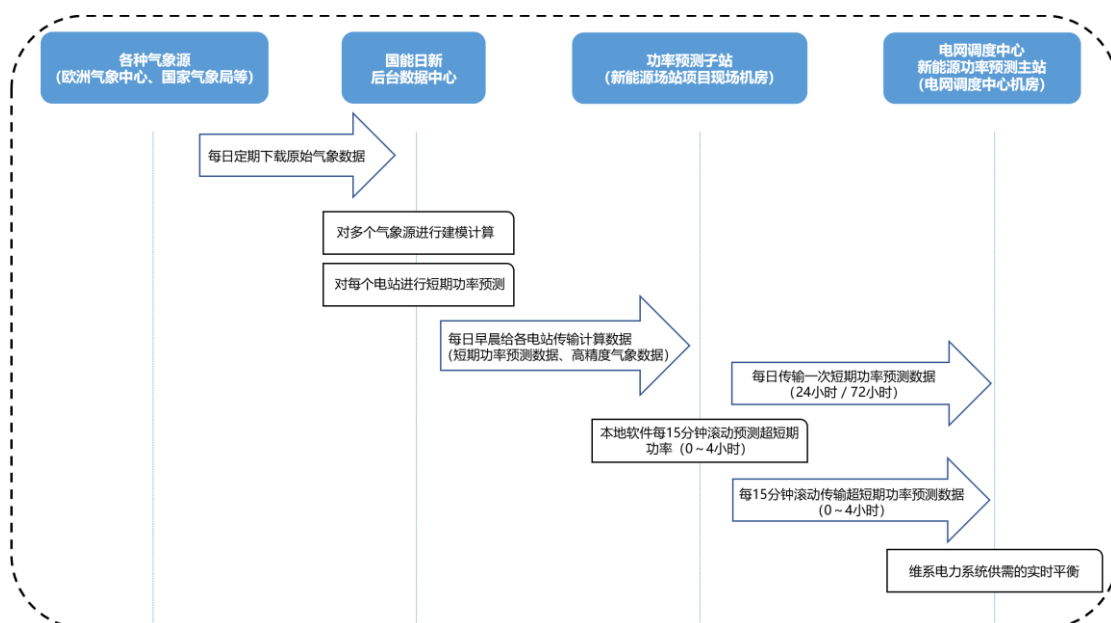 各种气象源
（欧洲气象中心、国家气象局等）
国能日新
后台数据中心
功率预测子站
（新能源场站项目现场机房）
电网调度中心
新能源功率预测主站
（电网调度中心机房）
每日定期下载原始气象数据
对多个气象源进行建模计算
对每个电站进行短期功率预测
每日早晨给各电站传输计算数据
（短期功率预测数据、高精度气象数据）
每日传输一次短期功率预测数据
（24小时 / 72小时）
本地软件每15分钟滚动预测超短期
功率（0～4小时）
每15分钟滚动传输超短期功率预测数据
（0～4小时）
维系电力系统供需的实时平衡